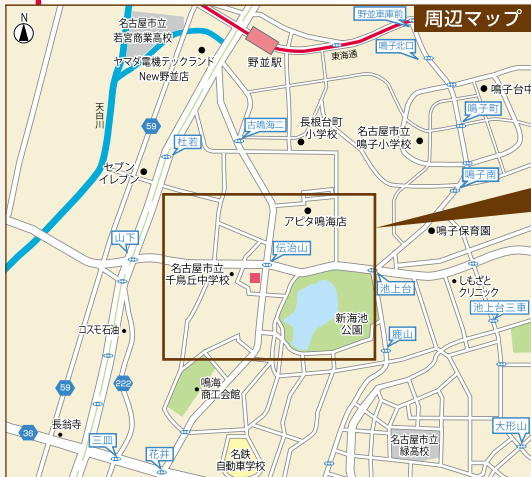 周辺マップ
N
名古屋市立
若宮商業高校
ヤマダ電機テックランド
New野並店
野並駅
野並車庫前
東海通
鳴子北口
鳴子台中
鳴子町
天白川
59
古鳴海二
杜若
長根台町
小学校
名古屋市立
鳴子小学校
セブン
イレブン
鳴子南
アピタ鳴海店
鳴子保育園
山下
伝治山
名古屋市立
千鳥丘中学校
池上台
しもざと
クリニック
池上台三車
新海池
公園
コスモ石油
鹿山
59
222
鳴海
商工会館
36
長翁寺
三皿
花井
名鉄
自動車学校
名古屋市立
緑高校
大形山